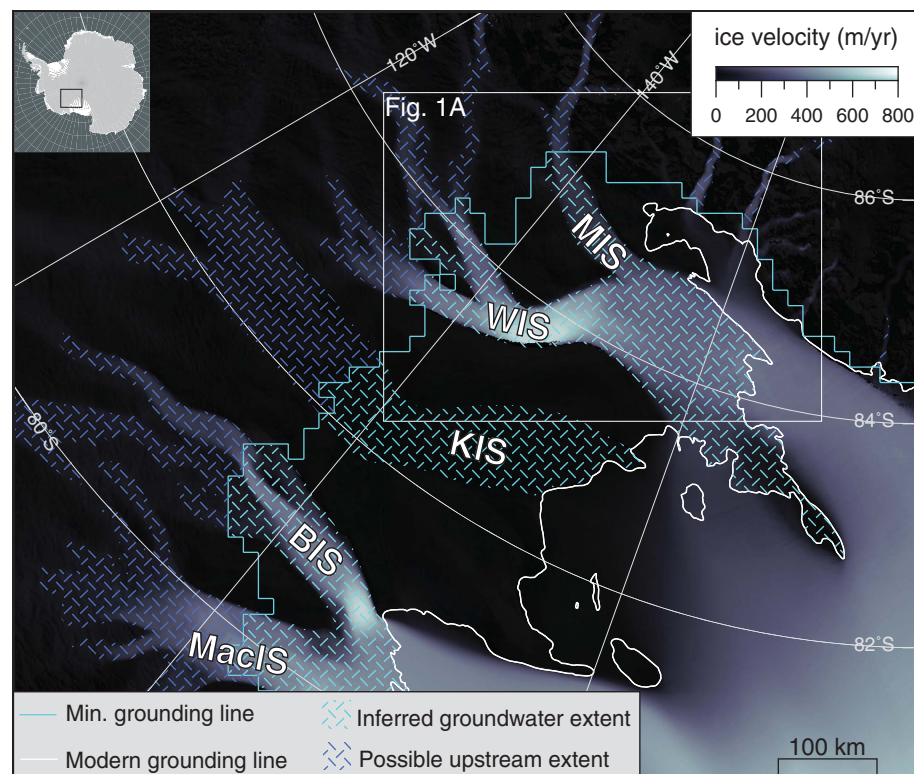 ice velocity (m/yr)
0 200 400 600 800
120°W
140°W
Fig. 1A
86°S
MIS
WIS
84°S
80°S
KIS
BIS
82°S
MacIS
Min. grounding line
Inferred groundwater extent
Modern grounding line
Possible upstream extent
100 km